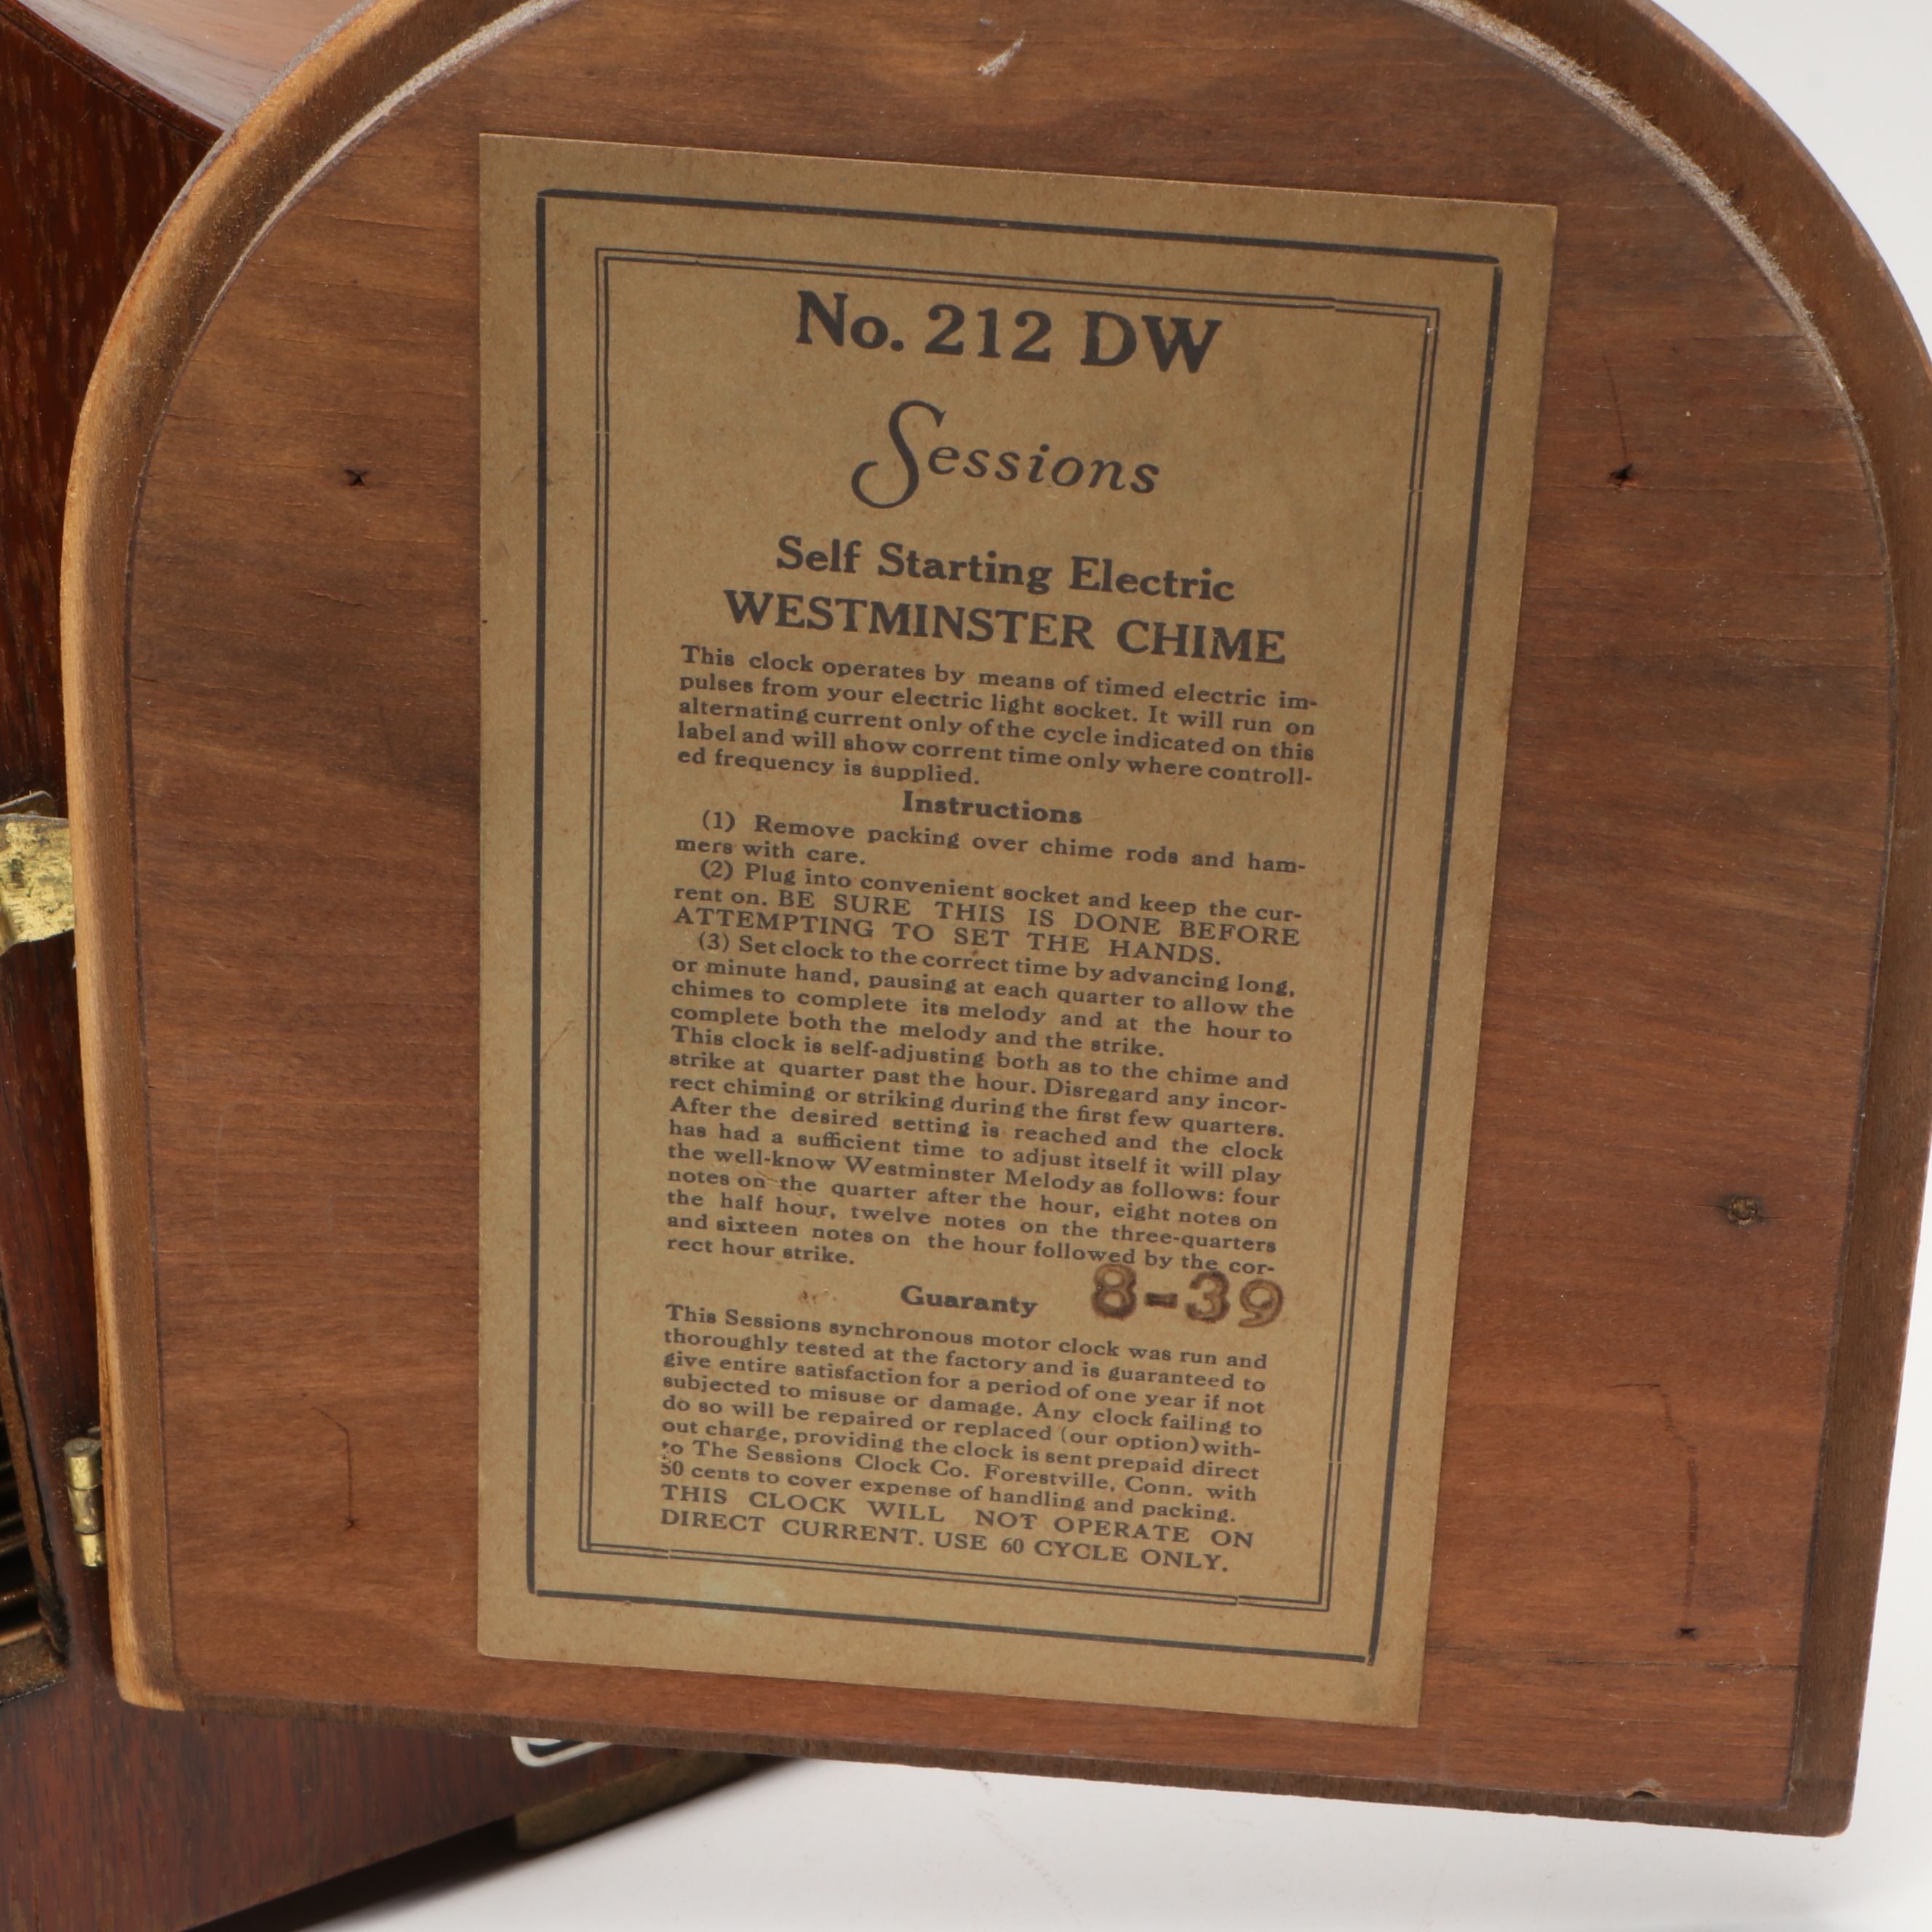 No. 212 DW
Sessions
Self Starting Electric
WESTMINSTER CHIME
This clock operates by means of timed electric im-
pulses from your electric light socket. It will run on
alternating current only of the cycle indicated on this
label and will show corrent time only where controll-
ed frequency is supplied.
Instructions
(1) Remove packing over chime rods and ham-
mers with care.
(2) Plug into convenient socket and keep the cur-
rent on. BE SURE THIS IS DONE BEFORE
ATTEMPTING TO SET THE HANDS.
(3) Set clock to the correct time by advancing long,
or minute hand, pausing at each quarter to allow the
chimes to complete its melody and at the hour to
complete both the melody and the strike.
This clock is self-adjusting both as to the chime and
strike at quarter past the hour. Disregard any incor-
rect chiming or striking during the first few quarters.
After the desired setting is reached and the clock
has had a sufficient time to adjust itself it will play
the well-know Westminster Melody as follows: four
notes on the quarter after the hour, eight notes on
the half hour, twelve notes on the three-quarters
and sixteen notes on the hour followed by the cor-
rect hour strike.
Guaranty 8-39
This Sessions synchronous motor clock was run and
thoroughly tested at the factory and is guaranteed to
give entire satisfaction for a period of one year if not
subjected to misuse or damage. Any clock failing to
do so will be repaired or replaced (our option) with-
out charge, providing the clock is sent prepaid direct
to The Sessions Clock Co. Forestville, Conn. with
50 cents to cover expense of handling and packing.
THIS CLOCK WILL NOT OPERATE ON
DIRECT CURRENT. USE 60 CYCLE ONLY.